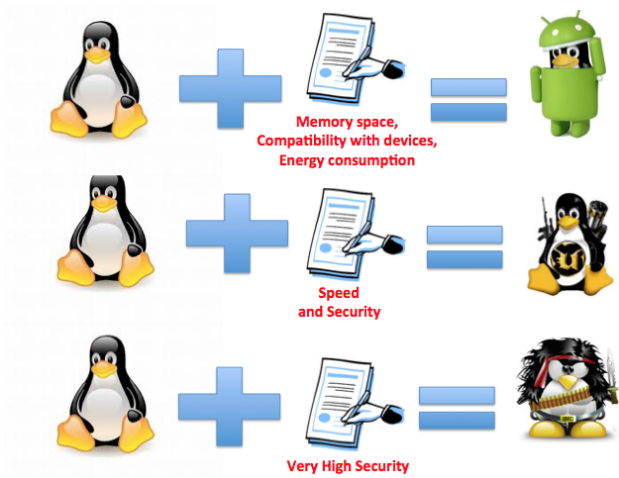 Memory space,
Compatibility with devices,
Energy consumption
Speed
and Security
Very High Security